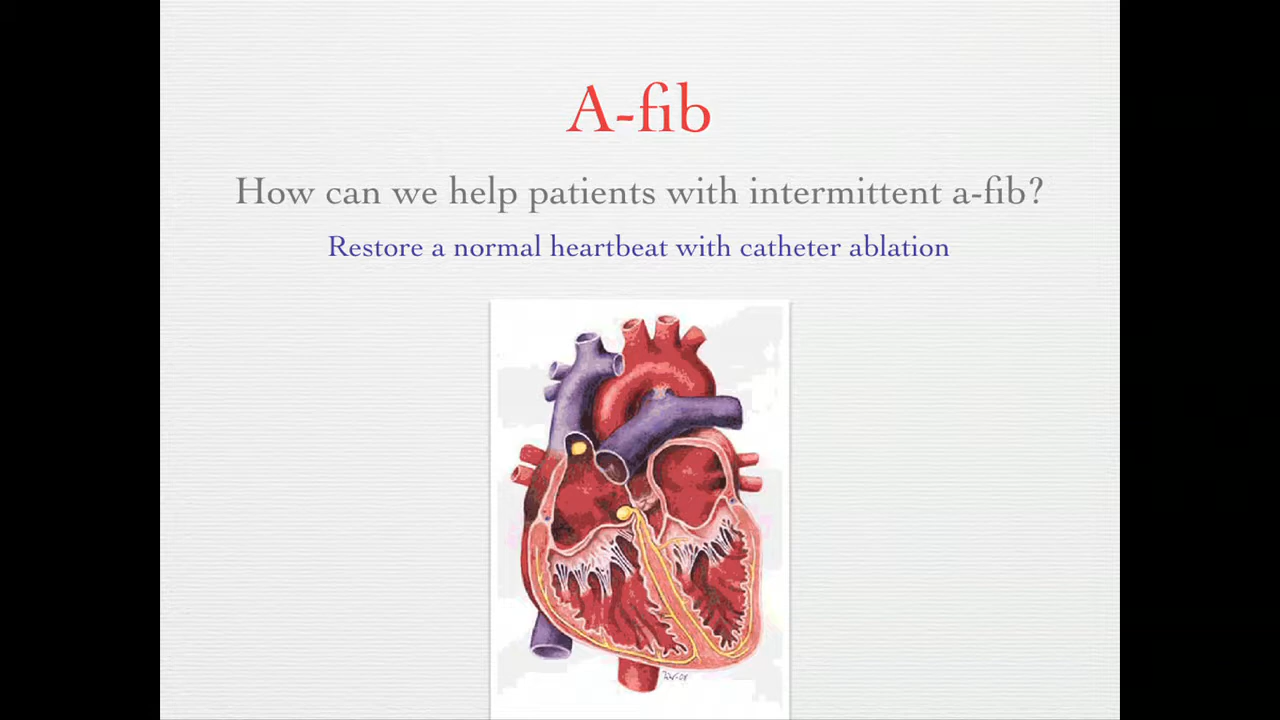 A-fib
How can we help patients with intermittent a-fib?
Restore a normal heartbeat with catheter ablation